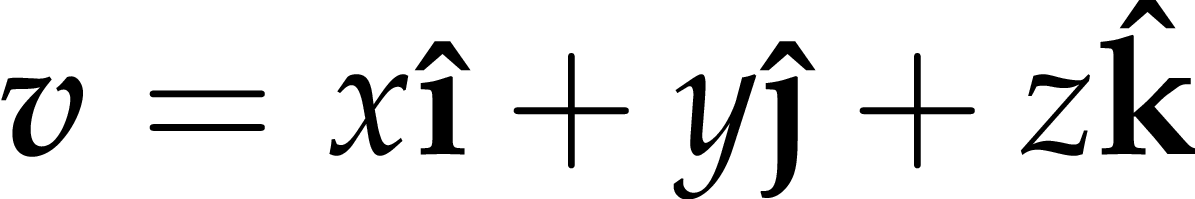 𝒗 = xî + yĵ + zk̂